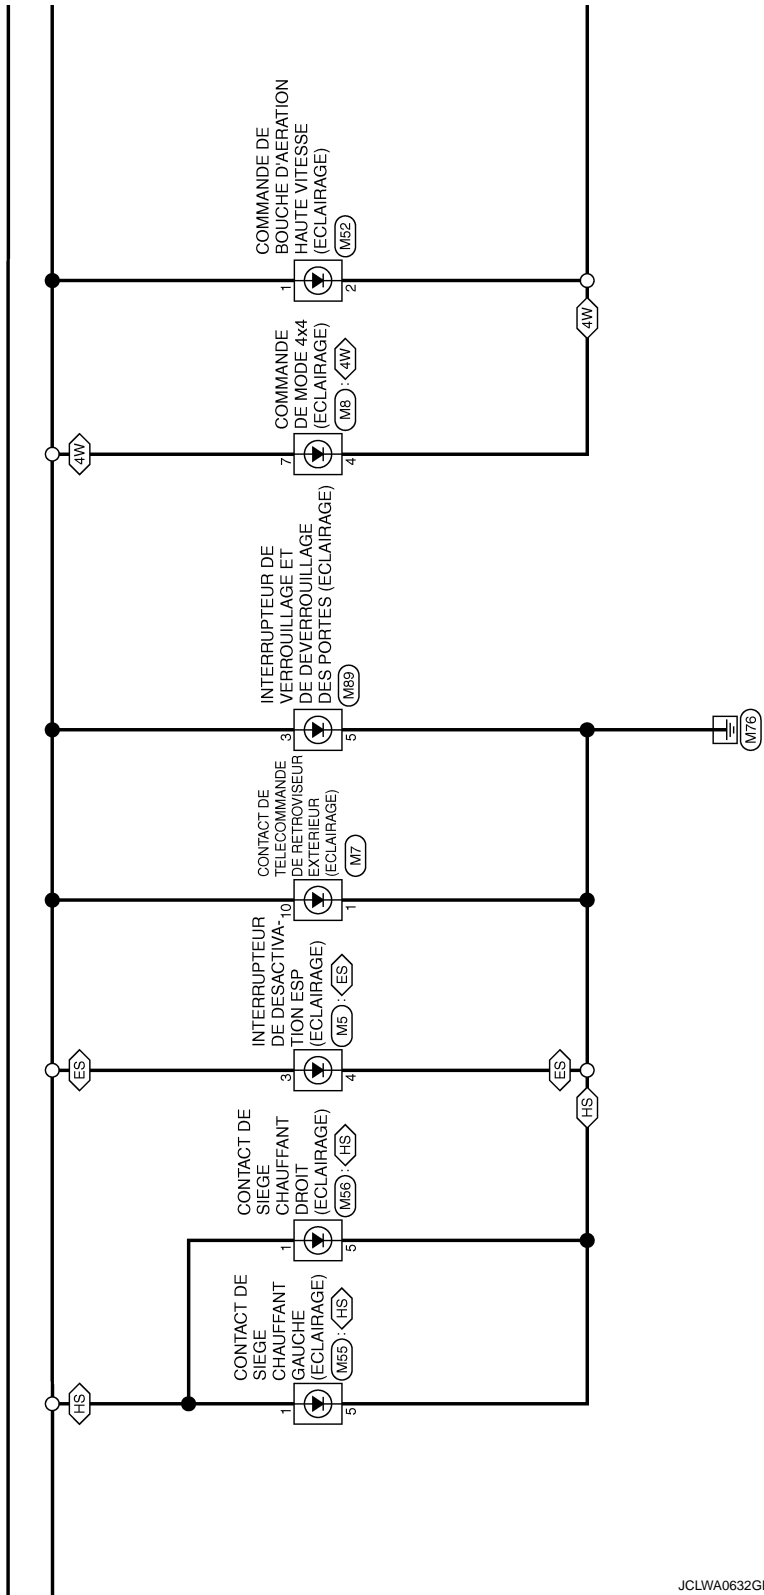 COMMANDE DE
BOUCHE D'AERATION
HAUTE VITESSE
(ECLAIRAGE)
M52
1
2
4W
COMMANDE
DE MODE 4x4
(ECLAIRAGE)
M8 : 4W
4W
7
4
INTERRUPTEUR DE
VERROUILLAGE ET
DE DEVERROUILLAGE
DES PORTES (ECLAIRAGE)
M89
3
5
M76
CONTACT DE
TELECOMMANDE
DE RETROVISEUR
EXTERIEUR
(ECLAIRAGE)
M7
10
1
INTERRUPTEUR
DE DESACTIVA-
TION ESP
(ECLAIRAGE)
M5 : ES
ES
3
4
ES
HS
CONTACT DE
SIEGE
CHAUFFANT
DROIT
(ECLAIRAGE)
M56 : HS
1
5
CONTACT DE
SIEGE
CHAUFFANT
GAUCHE
(ECLAIRAGE)
M55 : HS
HS
1
5